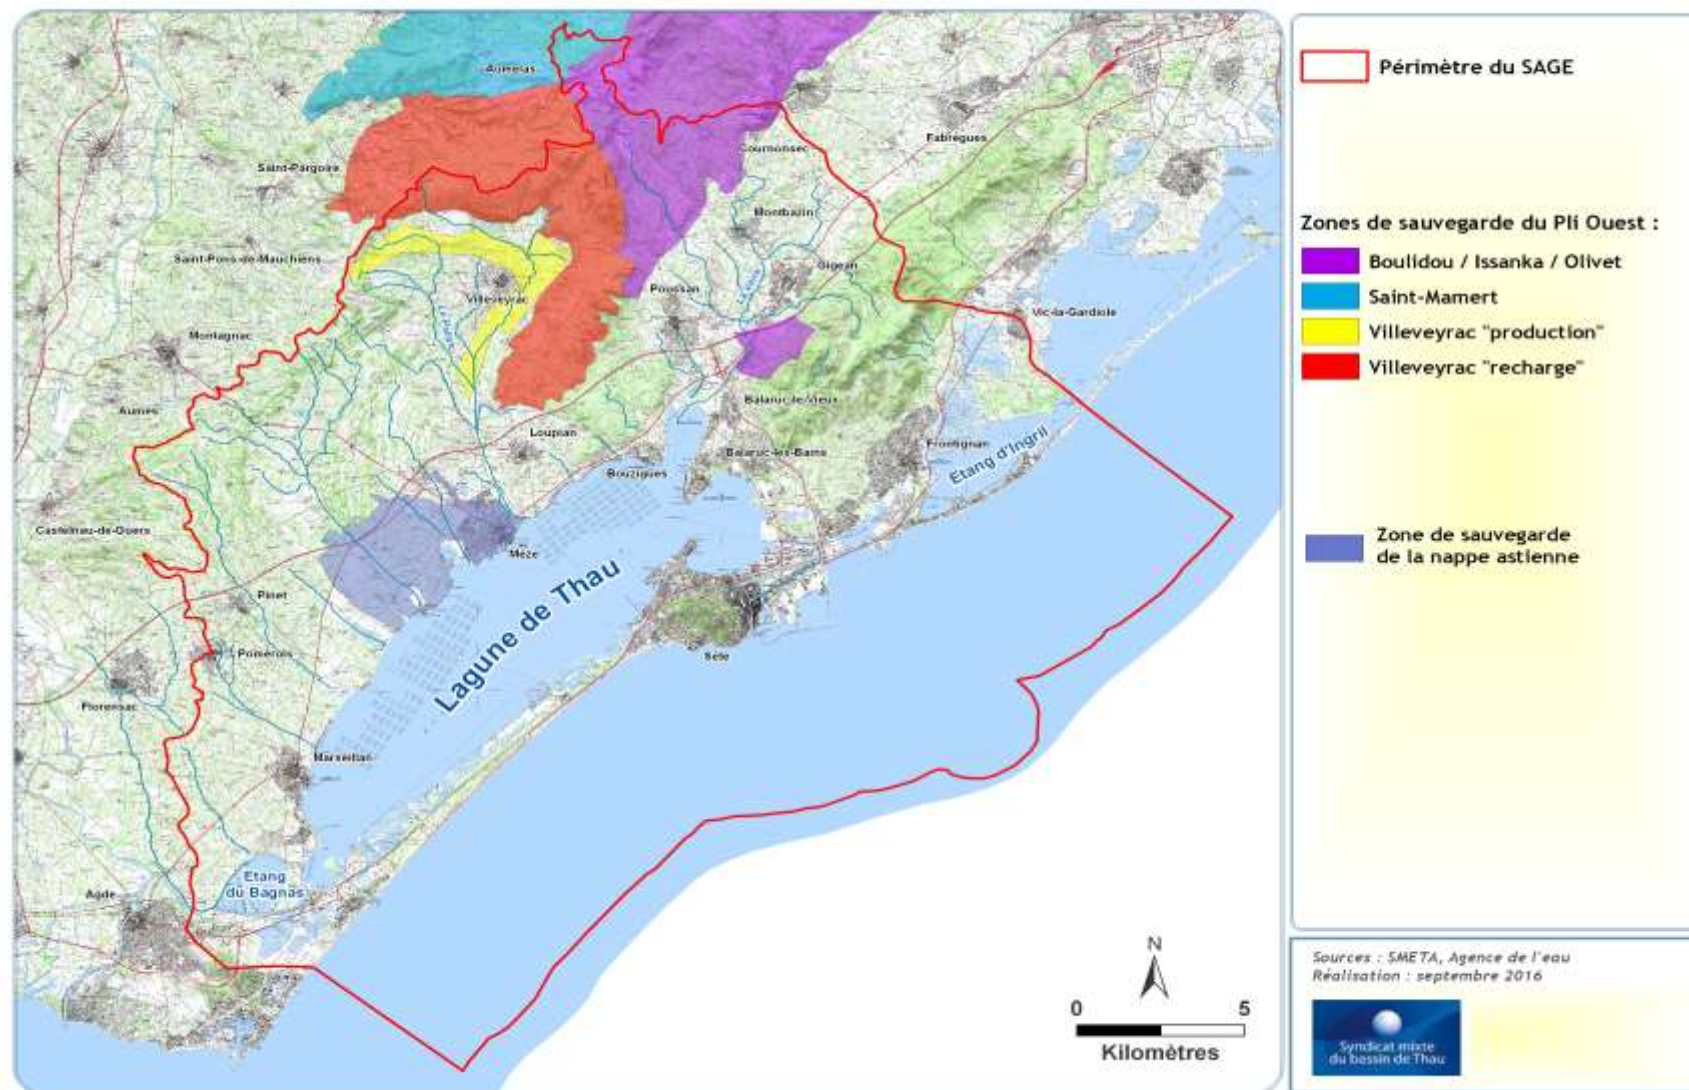 Aumelas
Saint-Pargoire
Cournonsec
Fabrègues
Montbazin
Saint-Pons-de-Mauchiens
Villeveyrac
Gigean
Poussan
Vic-la-Gardiole
Montagnac
Aumes
Balaruc-le-Vieux
Loupian
Frontignan
Balaruc-les-Bains
Bouzigues
Etang d'Ingril
Castelnau-de-Guers
Mèze
Pinet
Lagune de Thau
Pomerols
Sète
Florensac
Marseillan
Etang
du Bagnas
Agde
N
0 5
Kilomètres
Périmètre du SAGE
Zones de sauvegarde du Pli Ouest :
Boulidou / Issanka / Olivet
Saint-Mamert
Villeveyrac "production"
Villeveyrac "recharge"
Zone de sauvegarde
de la nappe astienne
Sources : SMETA, Agence de l'eau
Réalisation : septembre 2016
Syndicat mixte
du bassin de Thau